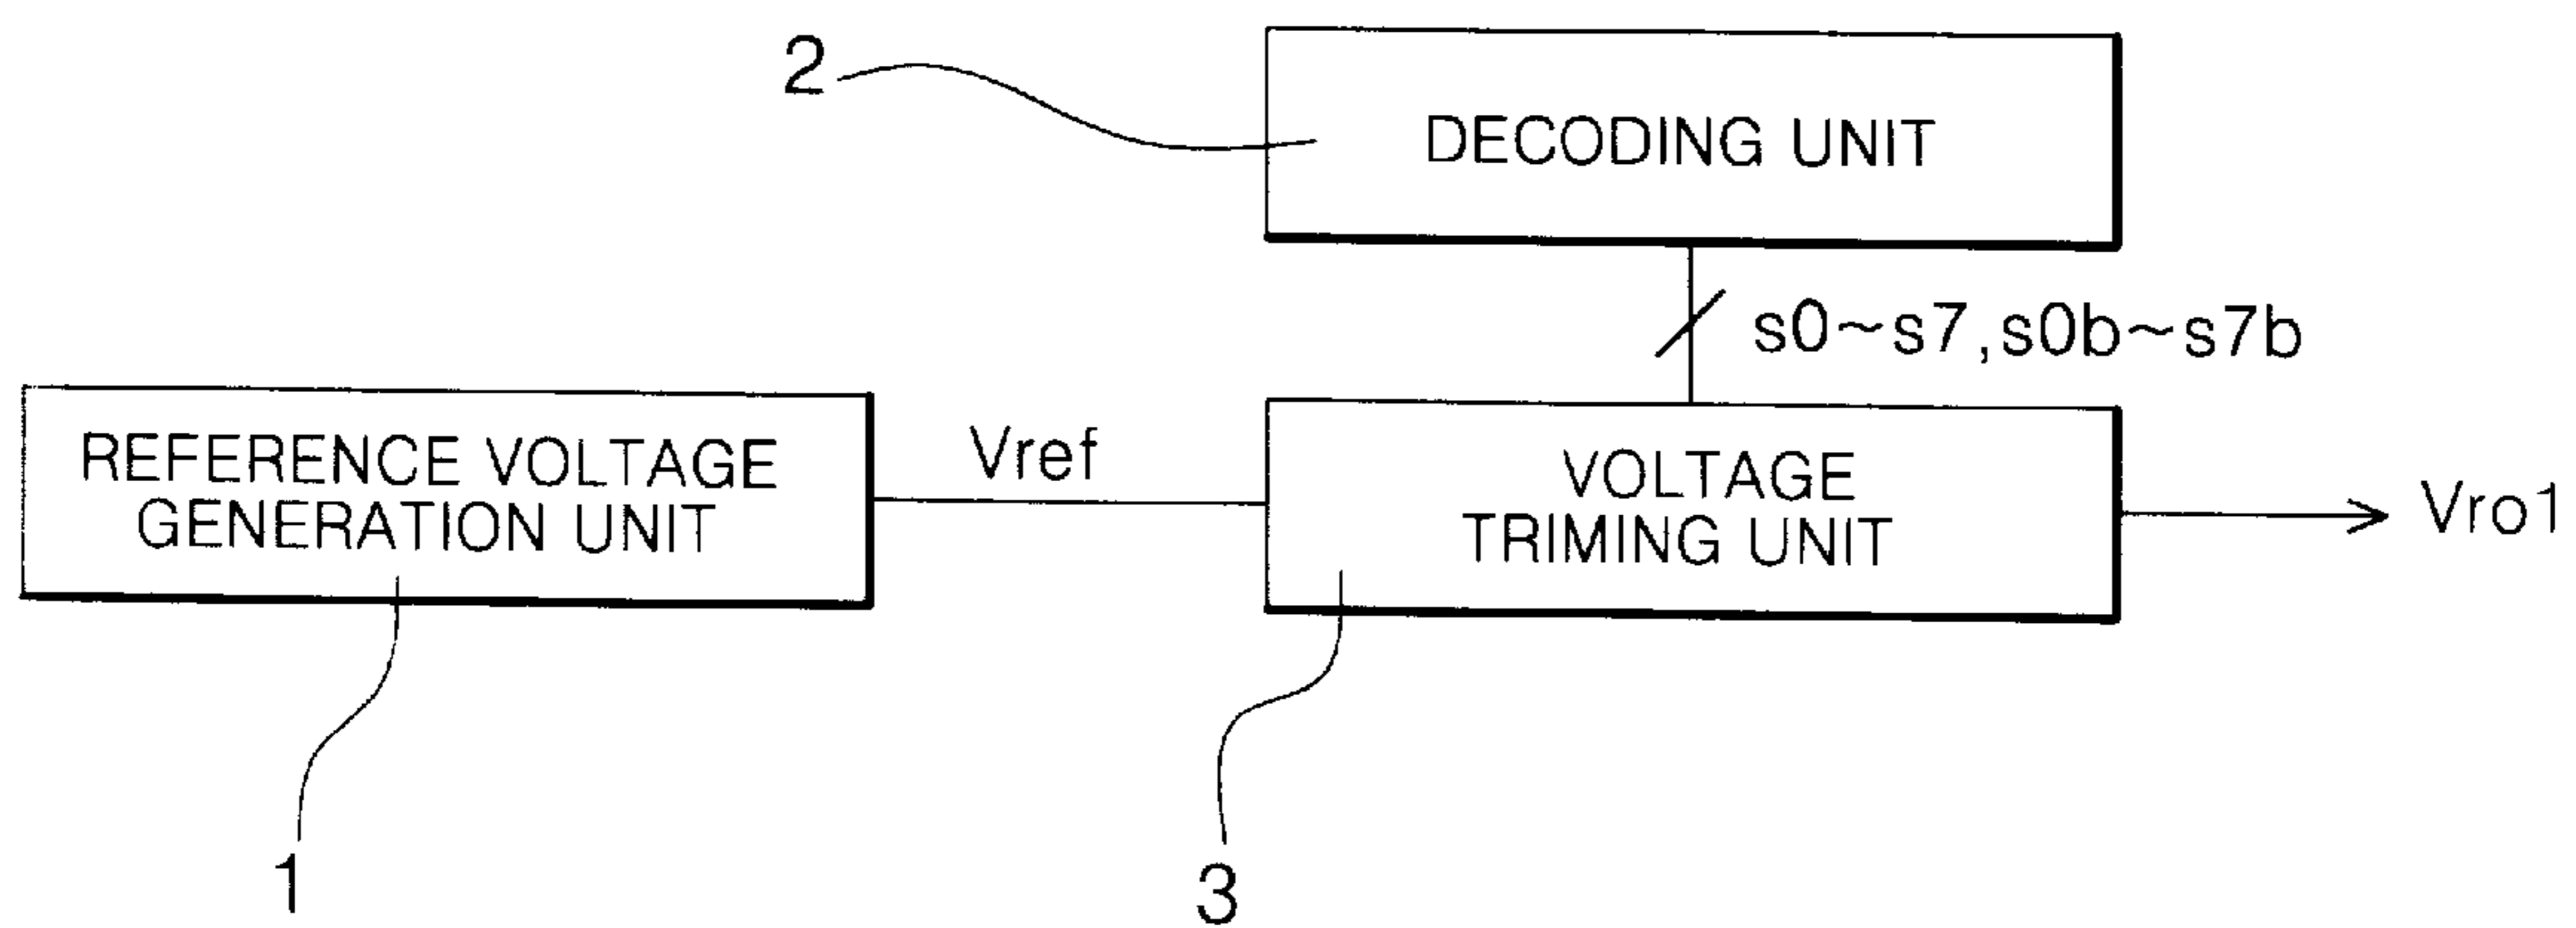 2
DECODING UNIT
s0~s7,s0b~s7b
REFERENCE VOLTAGE
GENERATION UNIT
Vref
VOLTAGE
TRIMING UNIT
Vro1
1
3